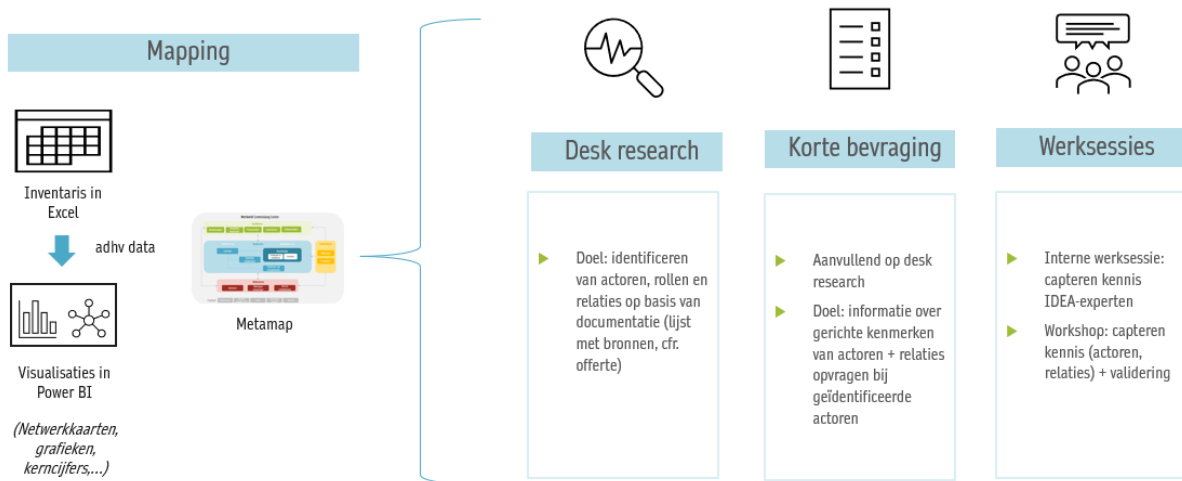 Mapping
Inventaris in
Excel
adhv data
Visualisaties in
Power BI
(Netwerkkaarten,
grafieken,
kerncijfers,...)
Metamap
Desk research
Doel: identificeren
van actoren, rollen en
relaties op basis van
documentatie (lijst
met bronnen, cfr.
offerte)
Korte bevraging
Aanvullend op desk
research
Doel: informatie over
gerichte kenmerken
van actoren + relaties
opvragen bij
geïdentificeerde
actoren
Werksessies
Interne werksessie:
capteren kennis
IDEA-experten
Workshop: capteren
kennis (actoren,
relaties) + validering